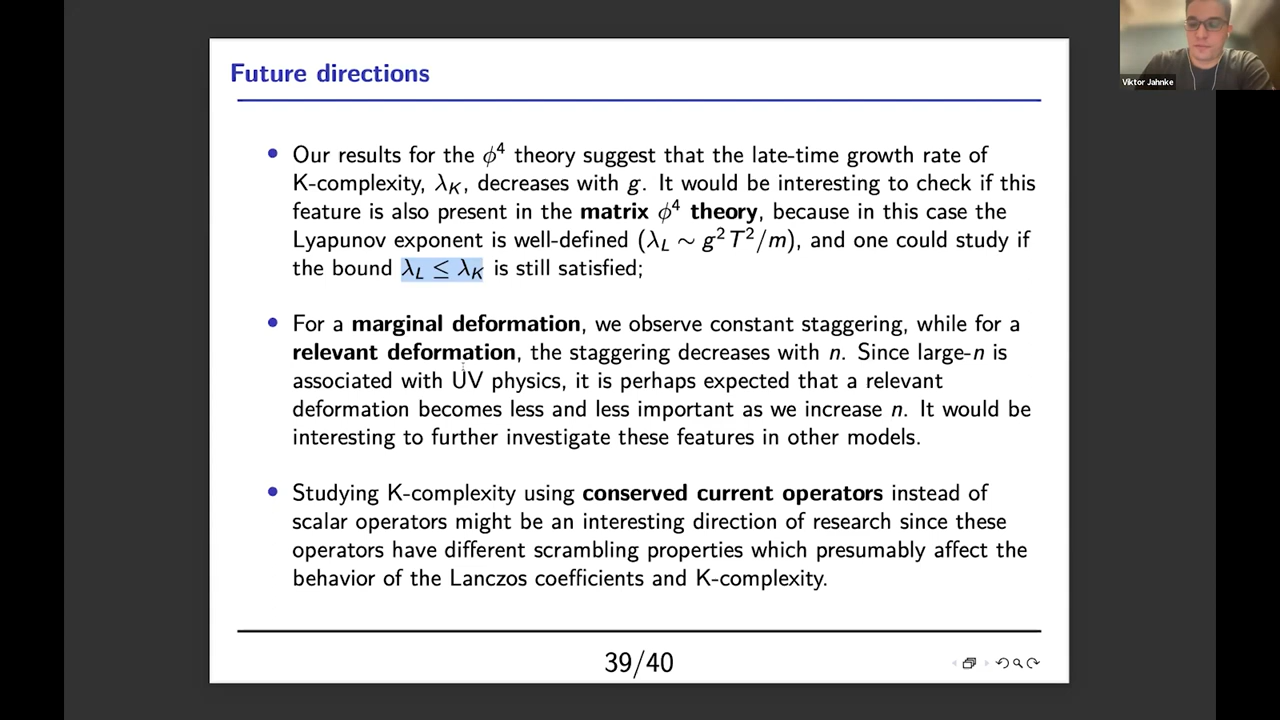 Future directions
Viktor Jahnke
• Our results for the ϕ⁴ theory suggest that the late-time growth rate of
K-complexity, λ_K, decreases with g. It would be interesting to check if this
feature is also present in the matrix ϕ⁴ theory, because in this case the
Lyapunov exponent is well-defined (λ_L ∼ g²T²/m), and one could study if
the bound λ_L ≤ λ_K is still satisfied;
• For a marginal deformation, we observe constant staggering, while for a
relevant deformation, the staggering decreases with n. Since large-n is
associated with UV physics, it is perhaps expected that a relevant
deformation becomes less and less important as we increase n. It would be
interesting to further investigate these features in other models.
• Studying K-complexity using conserved current operators instead of
scalar operators might be an interesting direction of research since these
operators have different scrambling properties which presumably affect the
behavior of the Lanczos coefficients and K-complexity.
39/40